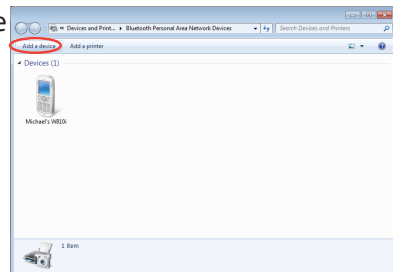 e
« Devices and Print... ▸ Bluetooth Personal Area Network Devices
Search Devices and Printers
Add a device Add a printer
Devices (1)
Michael's W810i
1 item